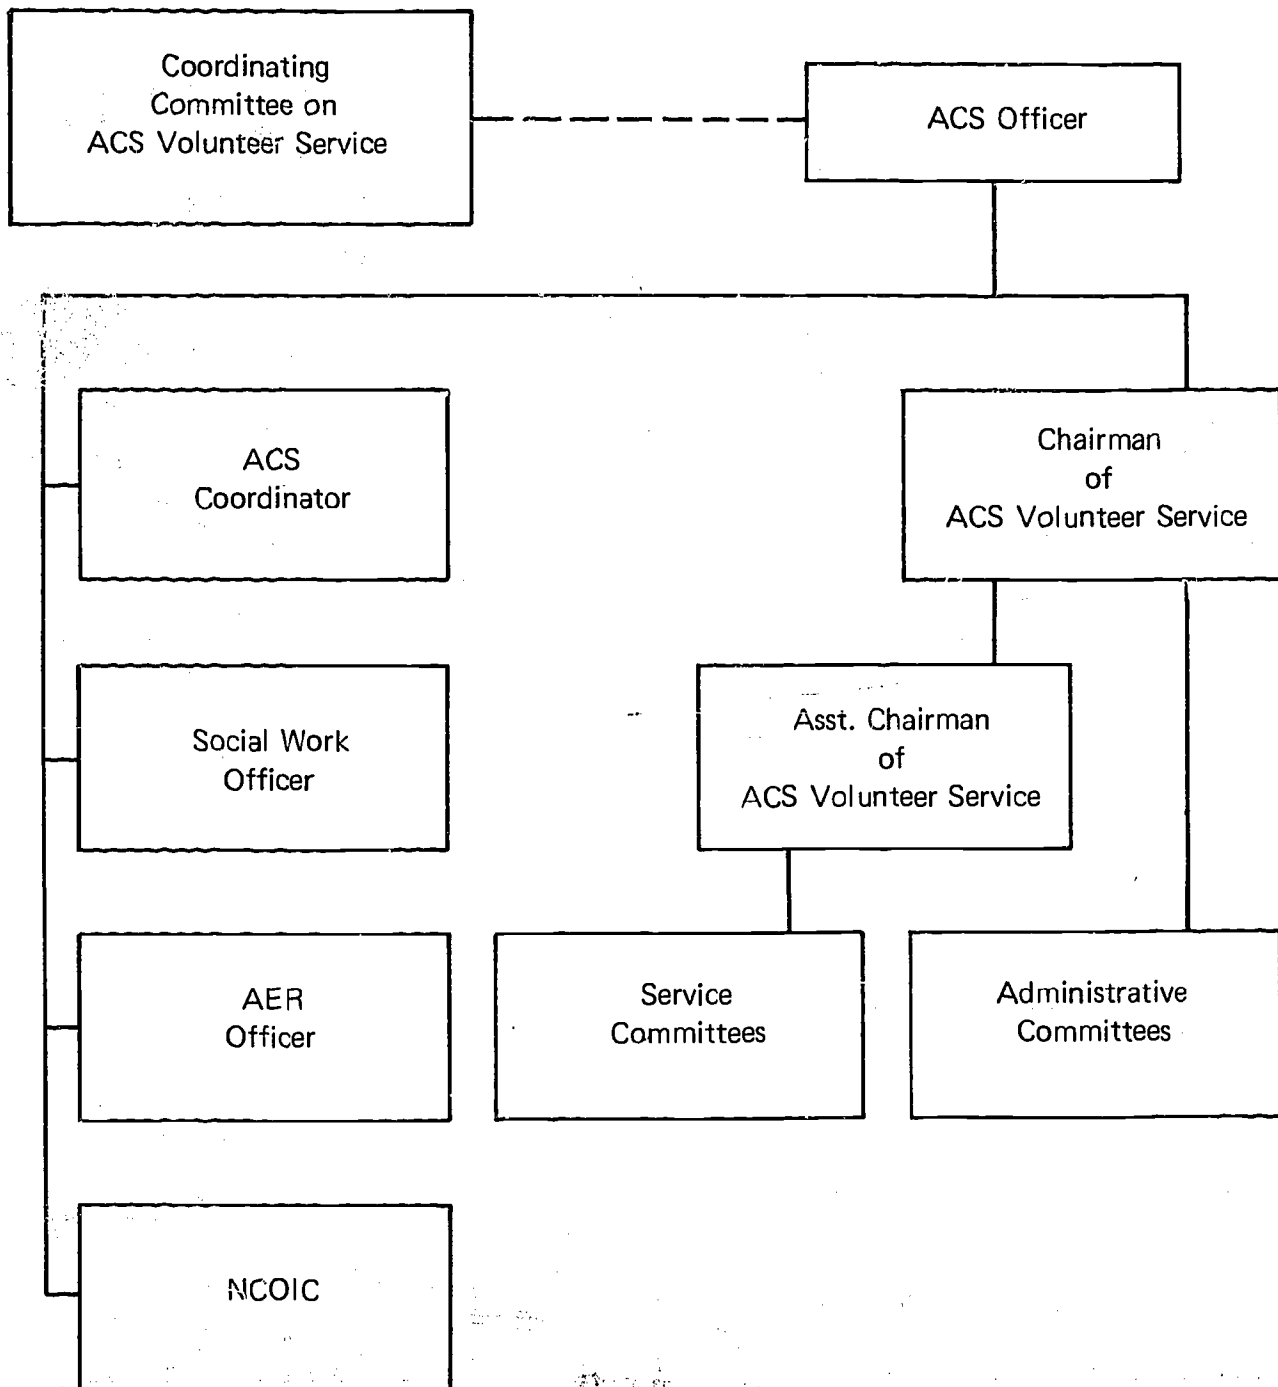 Coordinating
Committee on
ACS Volunteer Service
ACS Officer
ACS
Coordinator
Chairman
of
ACS Volunteer Service
Social Work
Officer
Asst. Chairman
of
ACS Volunteer Service
AER
Officer
Service
Committees
Administrative
Committees
NCOIC